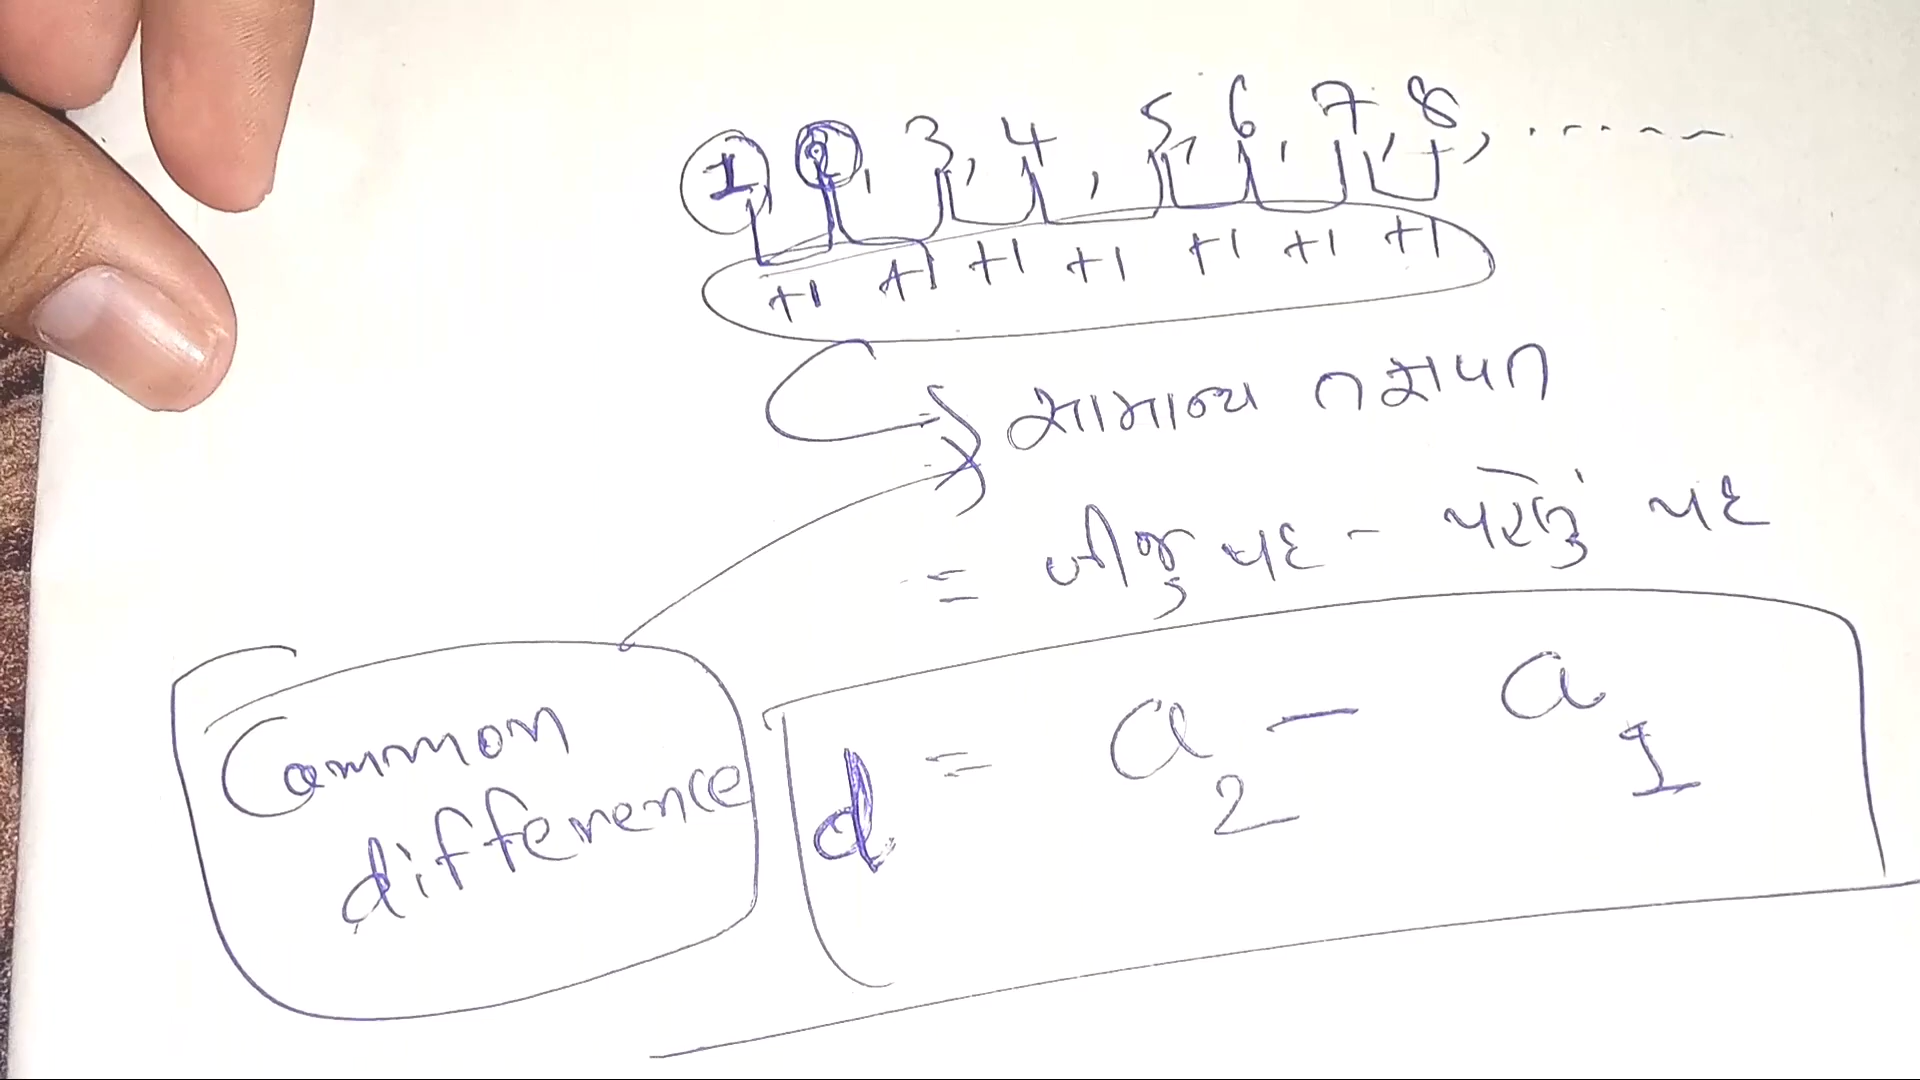 1, 2, 3, 4, 5, 6, 7, 8, ......
+1 +1 +1 +1 +1 +1 +1
સામાન્ય તફાવત
= બીજુ પદ - પહેલું પદ
Common
difference
d = a₂ - a₁